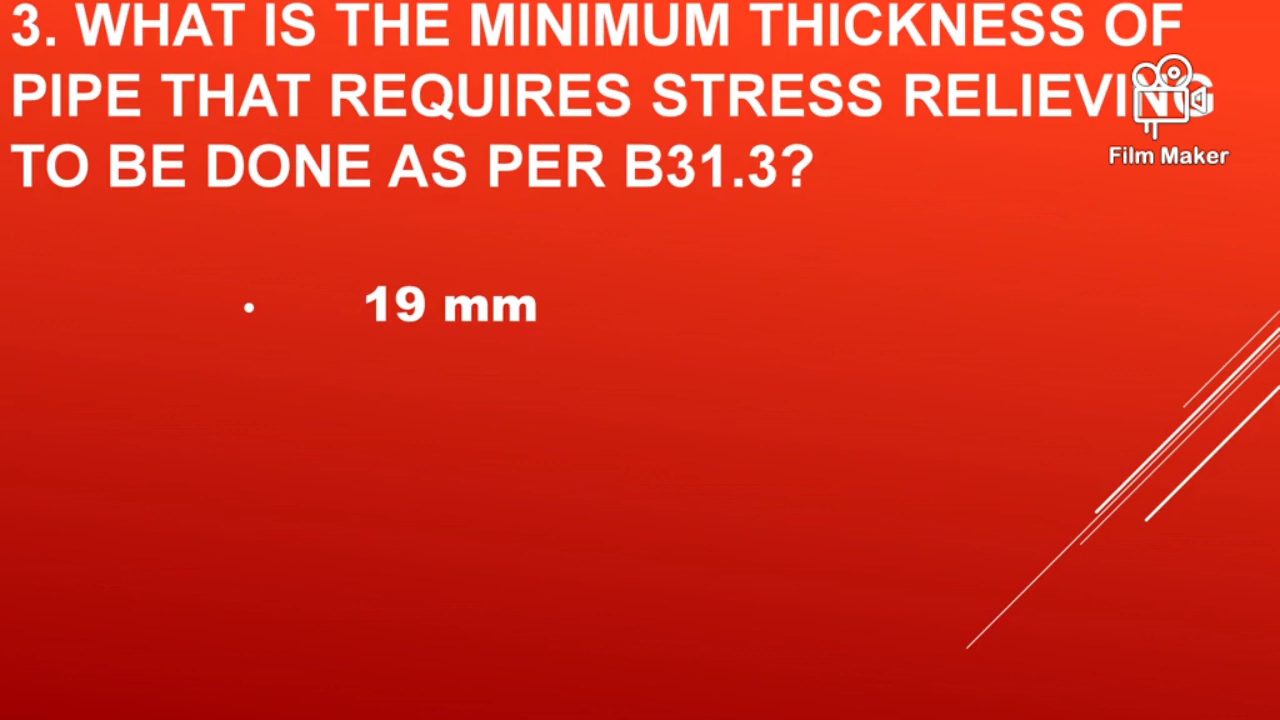 3. WHAT IS THE MINIMUM THICKNESS OF
PIPE THAT REQUIRES STRESS RELIEVING
TO BE DONE AS PER B31.3?
Film Maker
• 19 mm